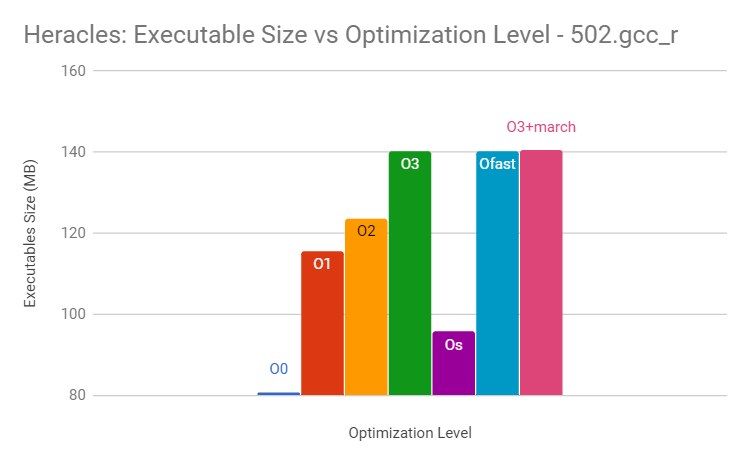 Heracles: Executable Size vs Optimization Level - 502.gcc_r
160
140
120
100
80
Executables Size (MB)
O0
O1
O2
O3
Os
Ofast
O3+march
Optimization Level